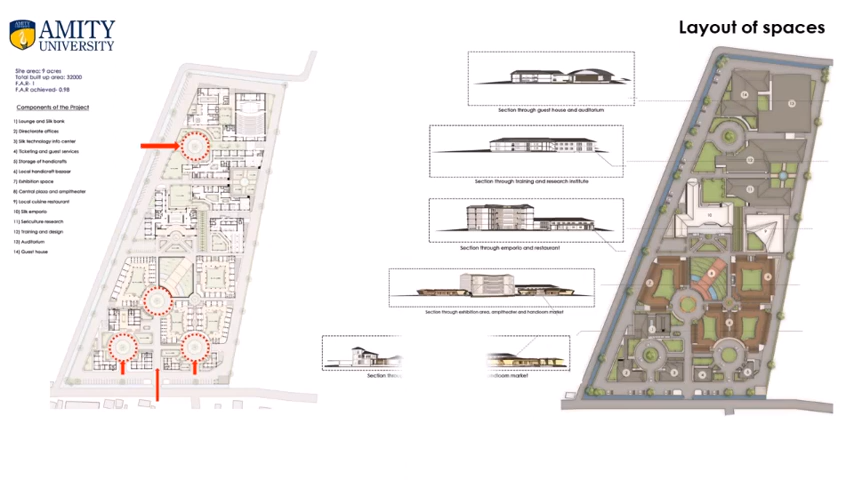 AMITY
UNIVERSITY
Layout of spaces
Site area: 9 acres
Total built up area: 32000
F.A.R: 1
F.A.R achieved- 0.98
Components of the Project
1) Lounge and Silk bank
2) Directorate offices
3) Silk technology info center
4) Ticketing and guest services
5) Storage of handicrafts
6) Local handicraft bazaar
7) Exhibition space
8) Central plaza and ampitheater
9) Local cuisine restaurant
10) Silk emporio
11) Sericulture research
12) Training and design
13) Auditorium
14) Guest house
Section through guest house and auditorium
Section through training and research institute
Section through emporio and restaurant
Section through exhibition area, ampitheater and handloom market
Section
market